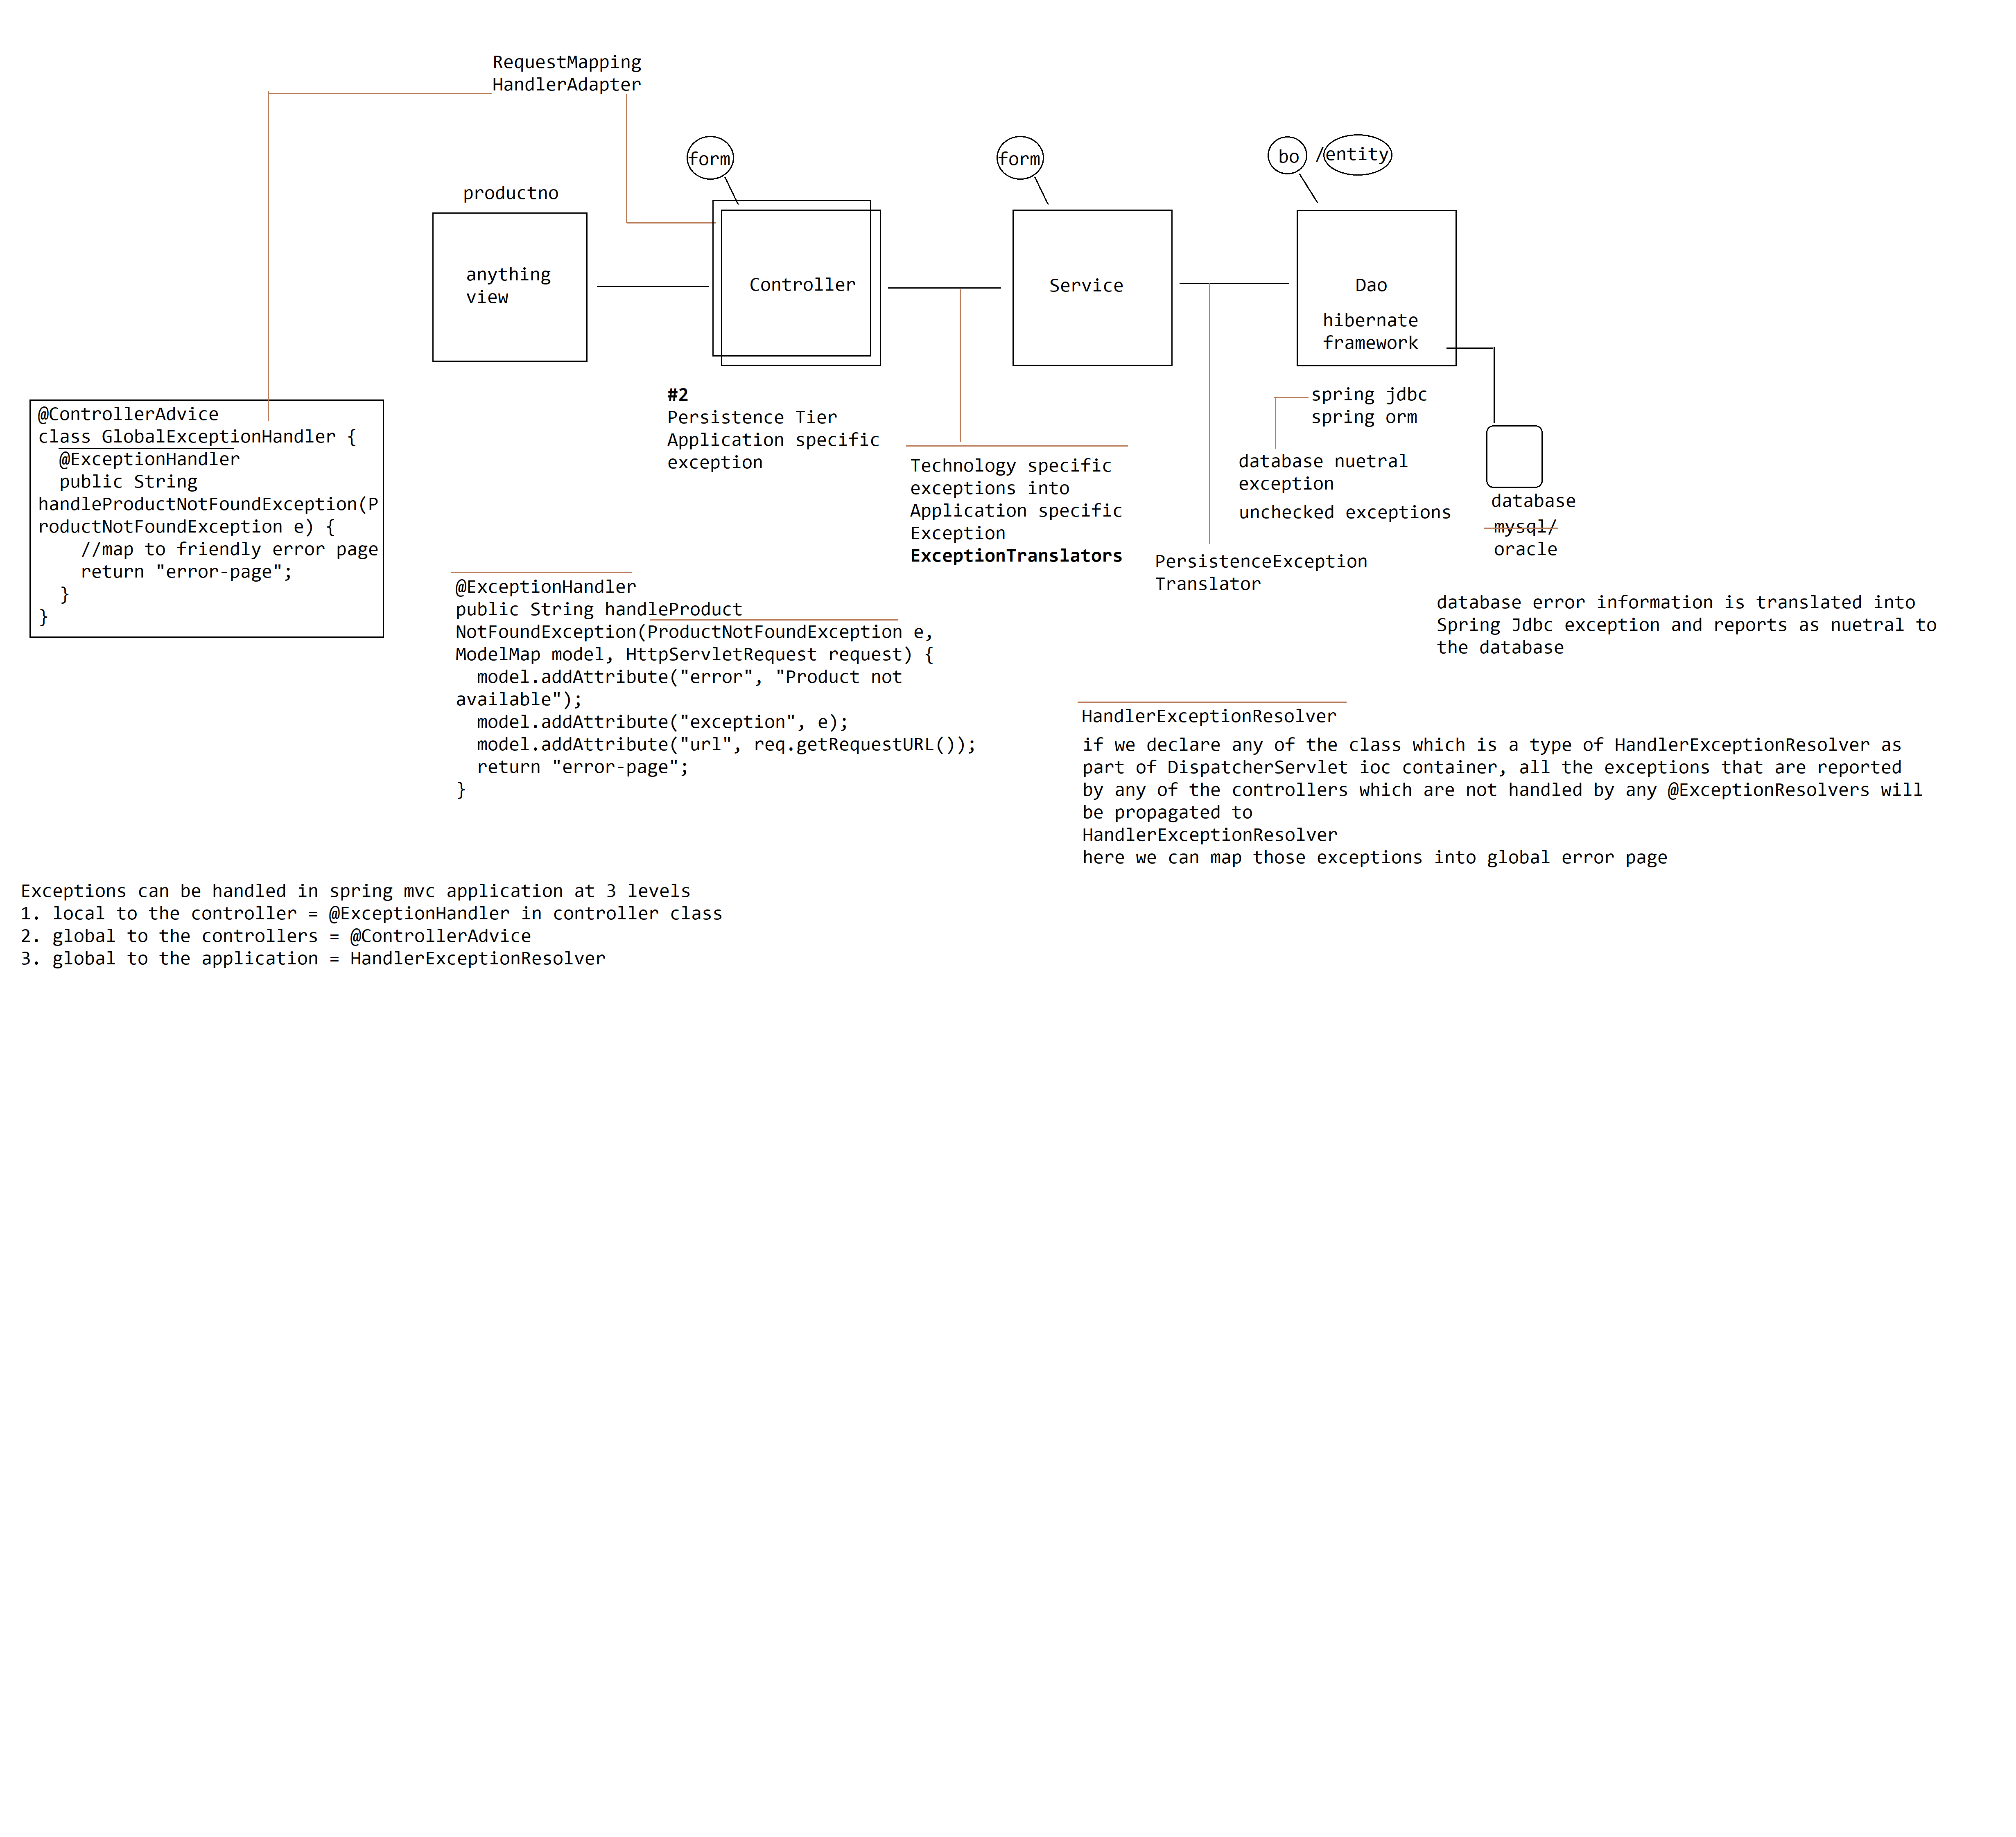 RequestMapping
HandlerAdapter
form
form
bo /entity
productno
anything
view
Controller
Service
Dao
hibernate
framework
@ControllerAdvice
class GlobalExceptionHandler {
  @ExceptionHandler
  public String
handleProductNotFoundException(P
roductNotFoundException e) {
    //map to friendly error page
    return "error-page";
  }
}
#2
Persistence Tier
Application specific
exception
Technology specific
exceptions into
Application specific
Exception
ExceptionTranslators
spring jdbc
spring orm
database nuetral
exception
unchecked exceptions
PersistenceException
Translator
database
mysql/
oracle
database error information is translated into
Spring Jdbc exception and reports as nuetral to
the database
@ExceptionHandler
public String handleProduct
NotFoundException(ProductNotFoundException e,
ModelMap model, HttpServletRequest request) {
  model.addAttribute("error", "Product not
available");
  model.addAttribute("exception", e);
  model.addAttribute("url", req.getRequestURL());
  return "error-page";
}
HandlerExceptionResolver
if we declare any of the class which is a type of HandlerExceptionResolver as
part of DispatcherServlet ioc container, all the exceptions that are reported
by any of the controllers which are not handled by any @ExceptionResolvers will
be propagated to
HandlerExceptionResolver
here we can map those exceptions into global error page
Exceptions can be handled in spring mvc application at 3 levels
1. local to the controller = @ExceptionHandler in controller class
2. global to the controllers = @ControllerAdvice
3. global to the application = HandlerExceptionResolver